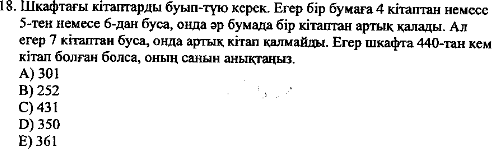 18. Шкафтағы кітаптарды буып-түю керек. Егер бір бумаға 4 кітаптан немесе
5-тен немесе 6-дан буса, онда әр бумада бір кітаптан артық қалады. Ал
егер 7 кітаптан буса, онда артық кітап қалмайды. Егер шкафта 440-тан кем
кітап болған болса, оның санын анықтаңыз.
A) 301
B) 252
C) 431
D) 350
E) 361